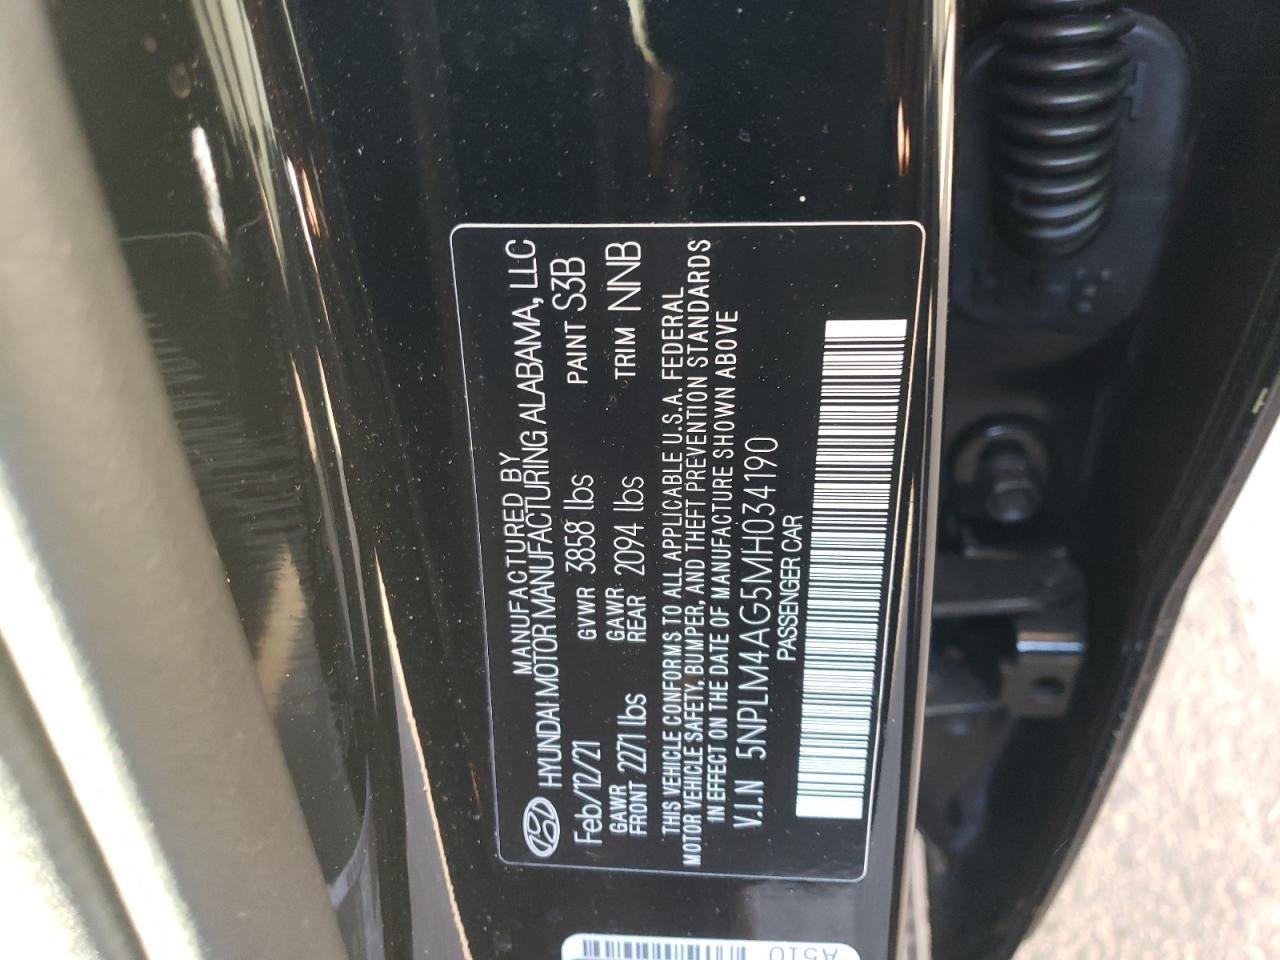 MANUFACTURED BY
HYUNDAI MOTOR MANUFACTURING ALABAMA, LLC
Feb/12/21 GVWR 3858 lbs PAINT S3B
GAWR FRONT 2271 lbs GAWR REAR 2094 lbs TRIM NNB
THIS VEHICLE CONFORMS TO ALL APPLICABLE U.S.A. FEDERAL
MOTOR VEHICLE SAFETY, BUMPER, AND THEFT PREVENTION STANDARDS
IN EFFECT ON THE DATE OF MANUFACTURE SHOWN ABOVE
V.I.N 5NPLM4AG5MH034190
PASSENGER CAR
A510